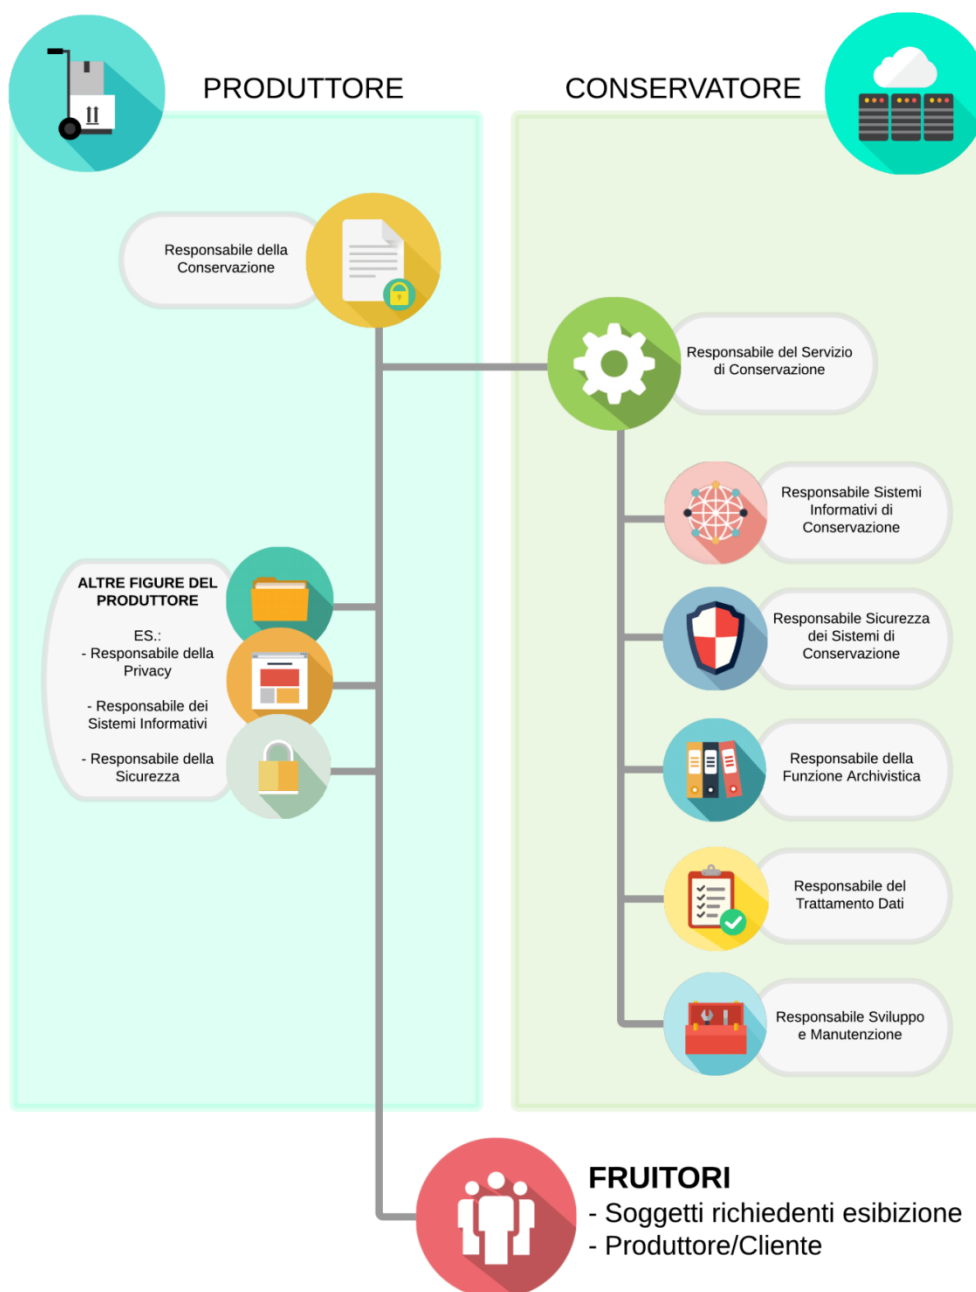 PRODUTTORE
CONSERVATORE
Responsabile della
Conservazione
Responsabile del Servizio
di Conservazione
Responsabile Sistemi
Informativi di
Conservazione
ALTRE FIGURE DEL
PRODUTTORE
ES.:
- Responsabile della
Privacy
- Responsabile dei
Sistemi Informativi
- Responsabile della
Sicurezza
Responsabile Sicurezza
dei Sistemi di
Conservazione
Responsabile della
Funzione Archivistica
Responsabile del
Trattamento Dati
Responsabile Sviluppo
e Manutenzione
FRUITORI
- Soggetti richiedenti esibizione
- Produttore/Cliente